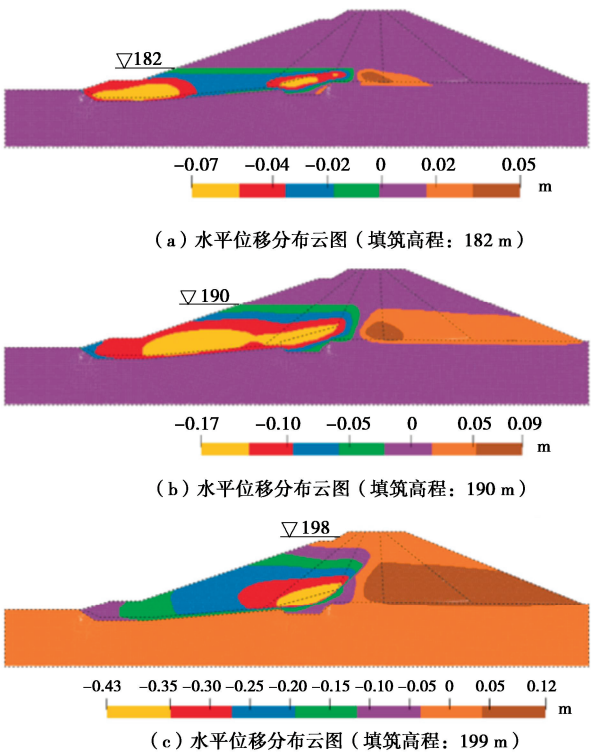 ▽182
−0.07 −0.04 −0.02 0 0.02 0.05
m
（a）水平位移分布云图（填筑高程：182 m）
▽190
−0.17 −0.10 −0.05 0 0.05 0.09
m
（b）水平位移分布云图（填筑高程：190 m）
▽198
−0.43 −0.35 −0.30 −0.25 −0.20 −0.15 −0.10 −0.05 0 0.05 0.12
m
（c）水平位移分布云图（填筑高程：199 m）